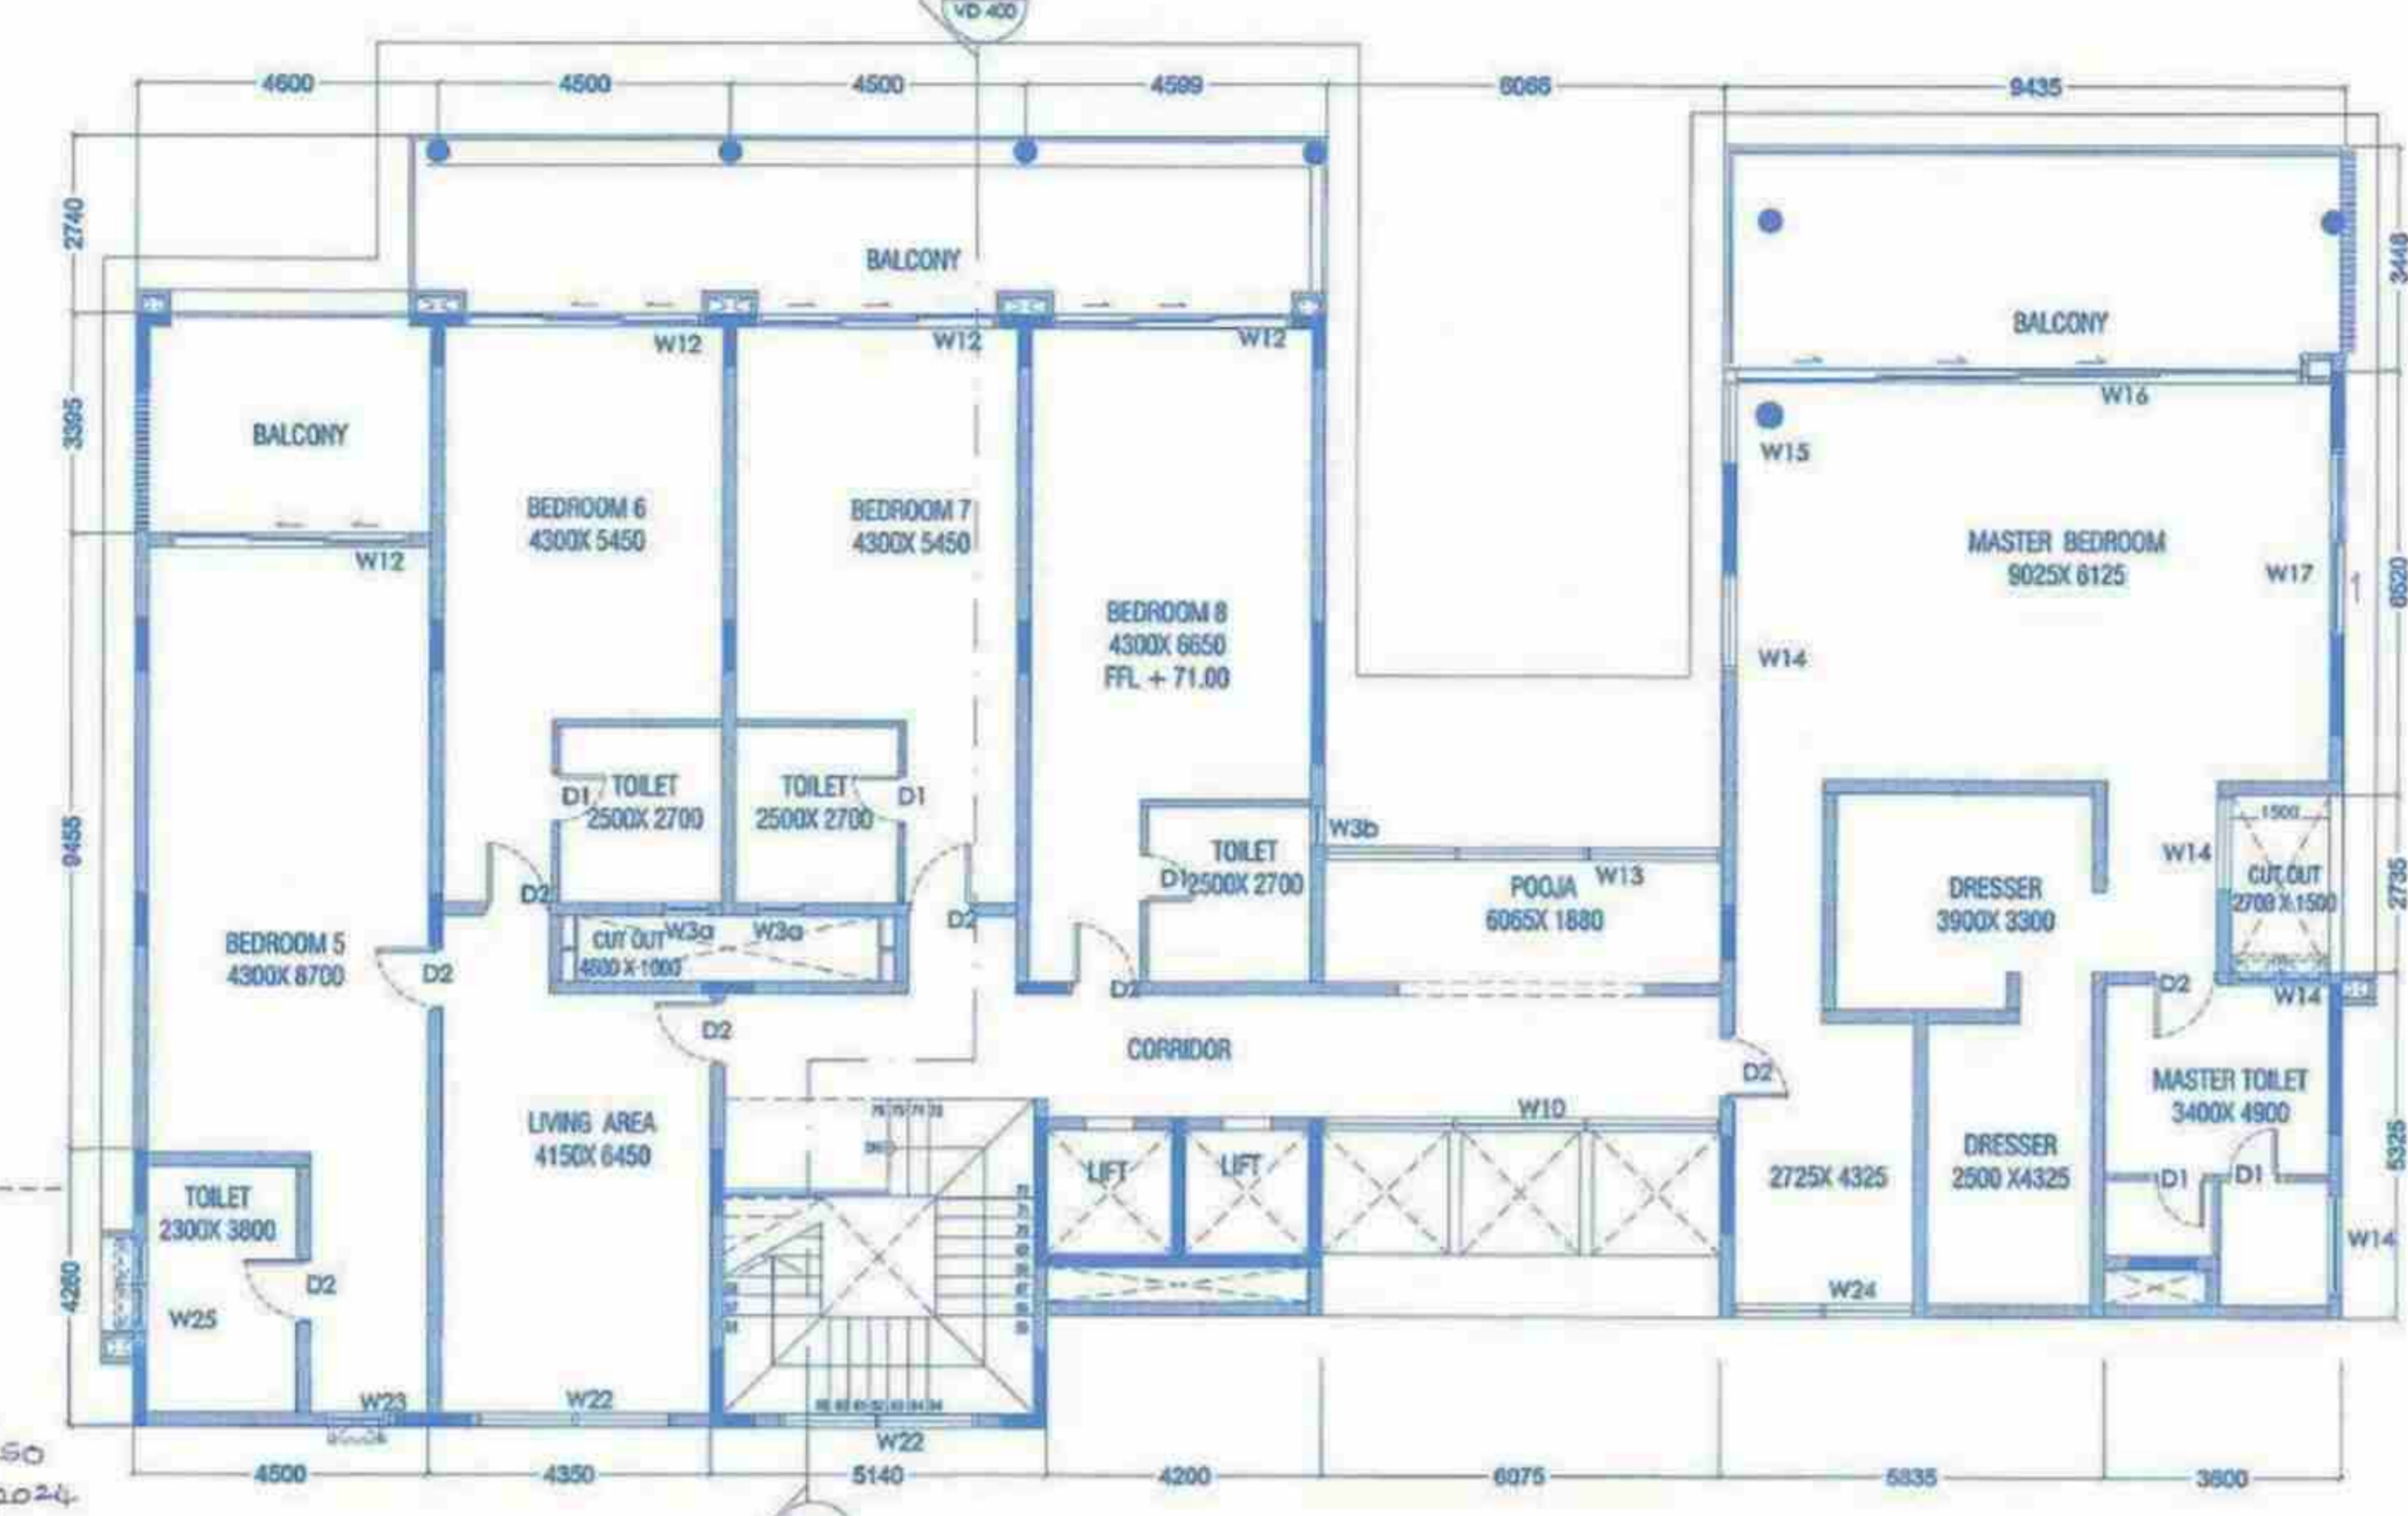 VD 400
4600
4500
4500
4599
6065
9435
2740
3395
9455
4260
BALCONY
BALCONY
BALCONY
W12
W12
W12
W12
W16
W15
BEDROOM 6
4300X 5450
BEDROOM 7
4300X 5450
BEDROOM 8
4300X 6650
FFL + 71.00
MASTER BEDROOM
9025X 6125
W17
W14
3448
6520
2735
5325
TOILET
2500X 2700
D1
TOILET
2500X 2700
D1
TOILET
2500X 2700
D1
W3b
W13
POOJA
6065X 1880
DRESSER
3900X 3300
W14
1500
CUT OUT
2700 X 1500
W14
D2
D2
D2
D2
CUT OUT
4800 X 1000
W3a
W3a
BEDROOM 5
4300X 8700
D2
D2
CORRIDOR
D2
LIVING AREA
4150X 6450
LIFT
LIFT
W10
2725X 4325
DRESSER
2500 X4325
MASTER TOILET
3400X 4900
D1
D1
W14
TOILET
2300X 3800
D2
W25
W24
W23
W22
W22
4500
4350
5140
4200
6075
5835
3600
2024